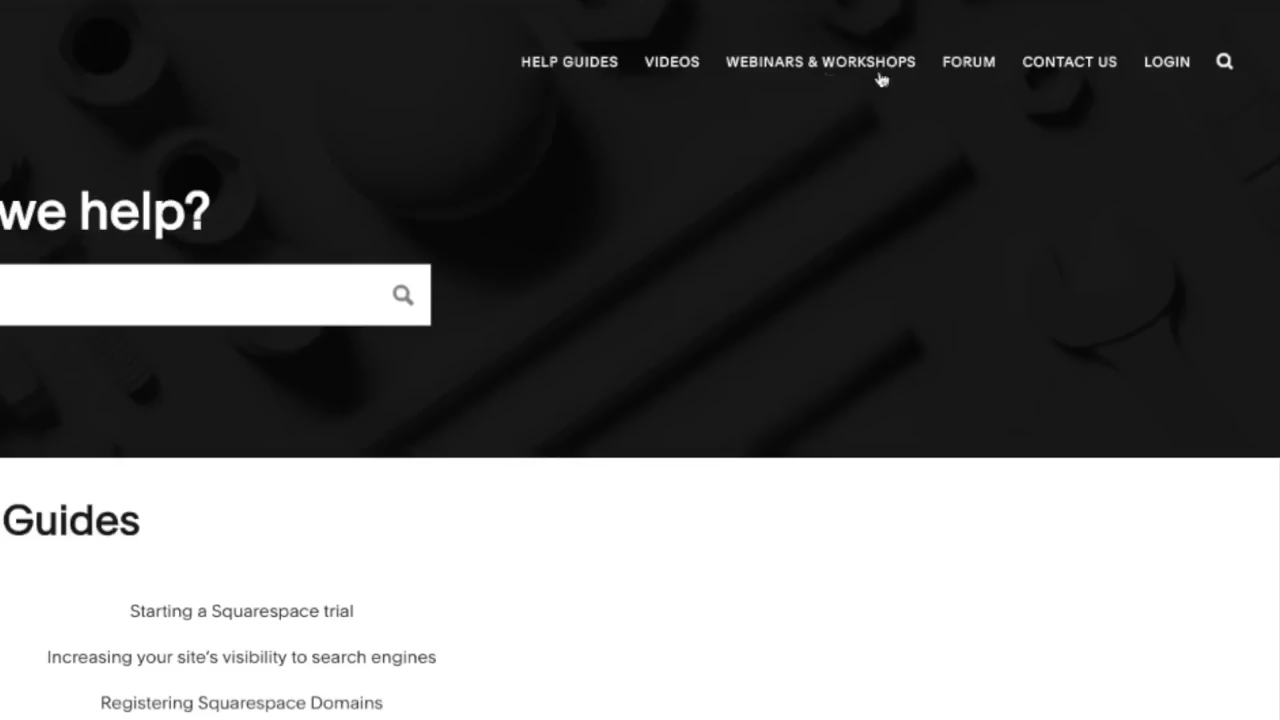 HELP GUIDES VIDEOS WEBINARS & WORKSHOPS FORUM CONTACT US LOGIN
we help?
Guides
Starting a Squarespace trial
Increasing your site's visibility to search engines
Registering Squarespace Domains